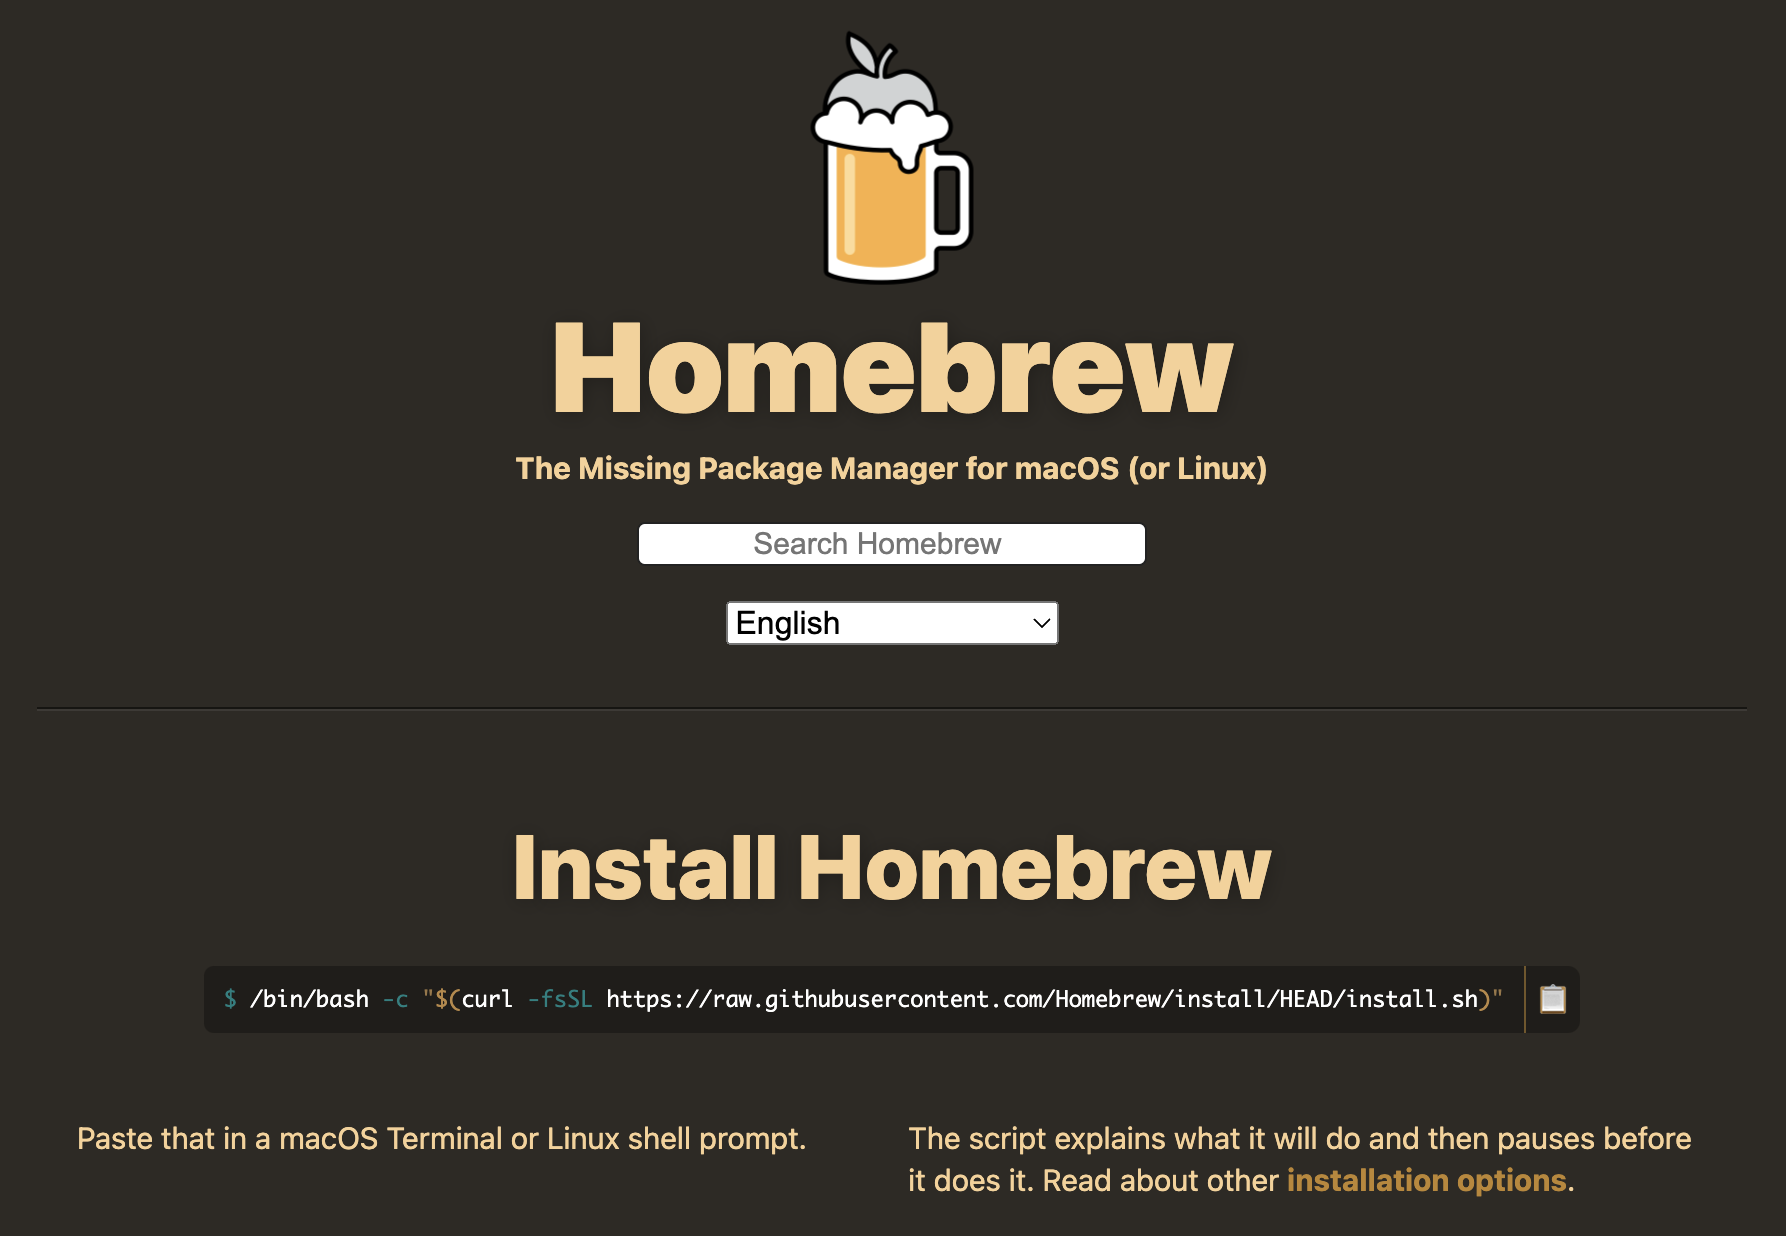 Homebrew
The Missing Package Manager for macOS (or Linux)
Search Homebrew
English
Install Homebrew
$ /bin/bash -c "$(curl -fsSL https://raw.githubusercontent.com/Homebrew/install/HEAD/install.sh)"
Paste that in a macOS Terminal or Linux shell prompt.
The script explains what it will do and then pauses before
it does it. Read about other installation options.